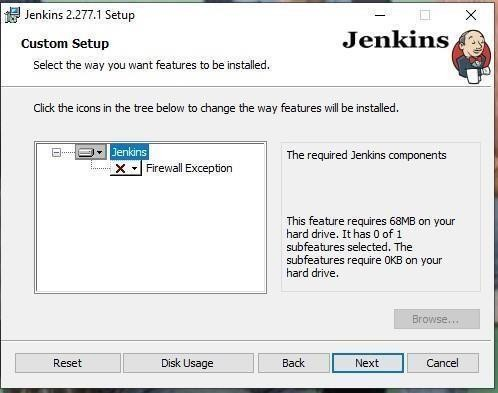 Jenkins 2.277.1 Setup
Custom Setup
Select the way you want features to be installed.
Jenkins
Click the icons in the tree below to change the way features will be installed.
Jenkins
Firewall Exception
The required Jenkins components
This feature requires 68MB on your
hard drive. It has 0 of 1
subfeatures selected. The
subfeatures require 0KB on your
hard drive.
Browse...
Reset
Disk Usage
Back
Next
Cancel